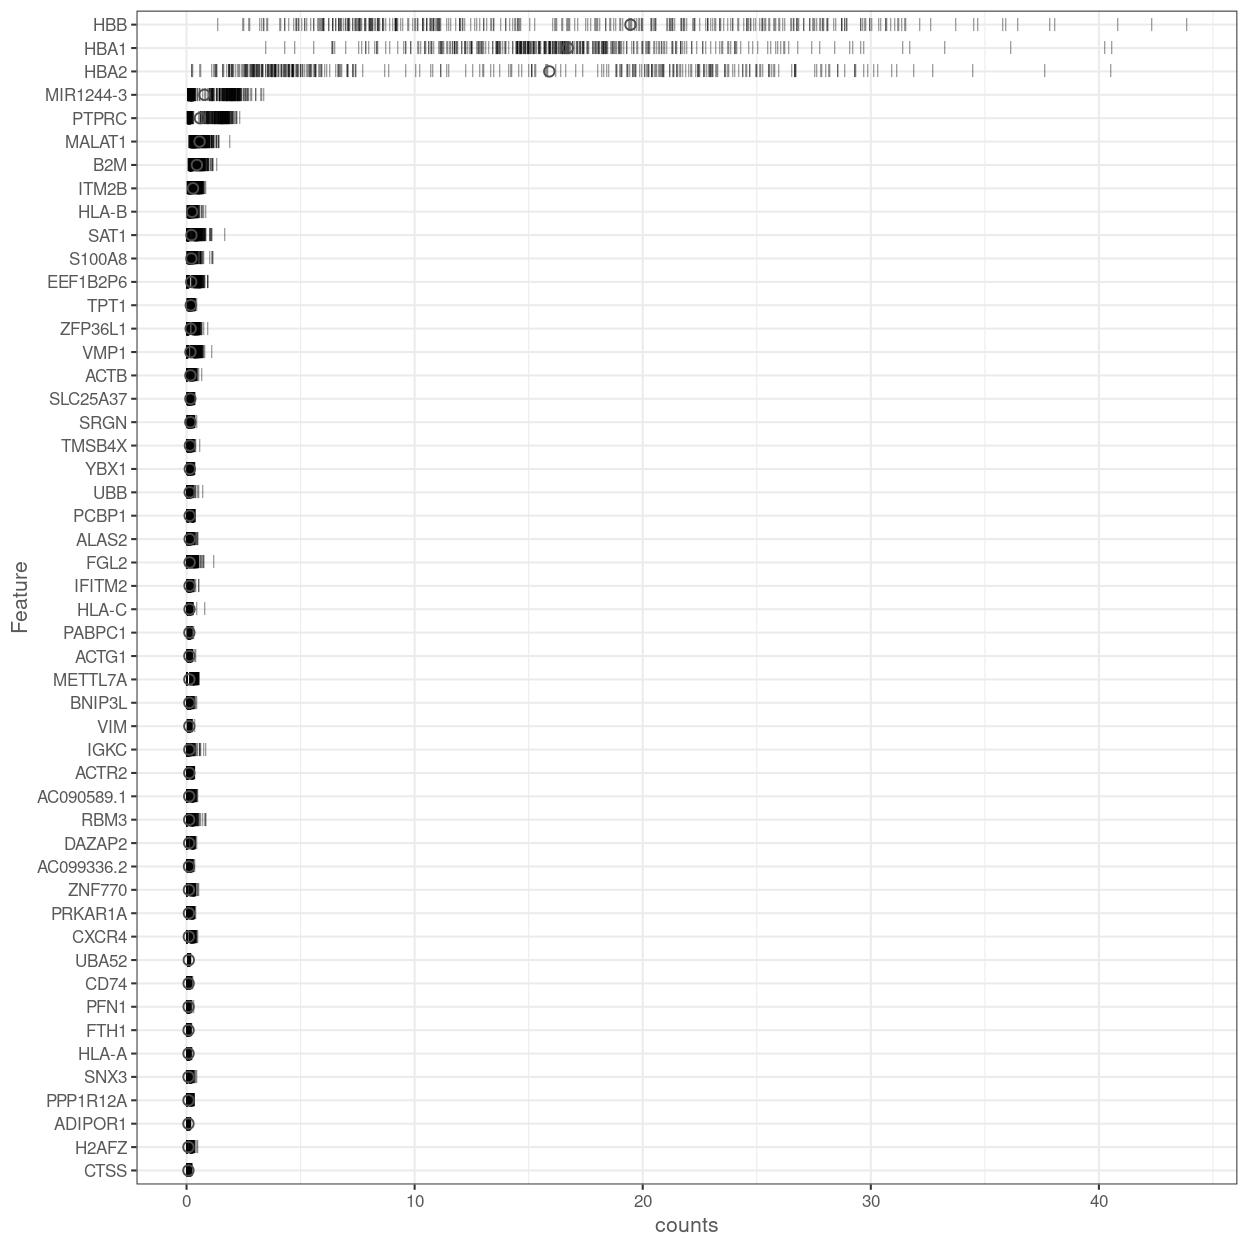 HBB
HBA1
HBA2
MIR1244-3
PTPRC
MALAT1
B2M
ITM2B
HLA-B
SAT1
S100A8
EEF1B2P6
TPT1
ZFP36L1
VMP1
ACTB
SLC25A37
SRGN
TMSB4X
YBX1
UBB
PCBP1
ALAS2
FGL2
IFITM2
HLA-C
PABPC1
ACTG1
METTL7A
BNIP3L
VIM
IGKC
ACTR2
AC090589.1
RBM3
DAZAP2
AC099336.2
ZNF770
PRKAR1A
CXCR4
UBA52
CD74
PFN1
FTH1
HLA-A
SNX3
PPP1R12A
ADIPOR1
H2AFZ
CTSS
Feature
0 10 20 30 40
counts